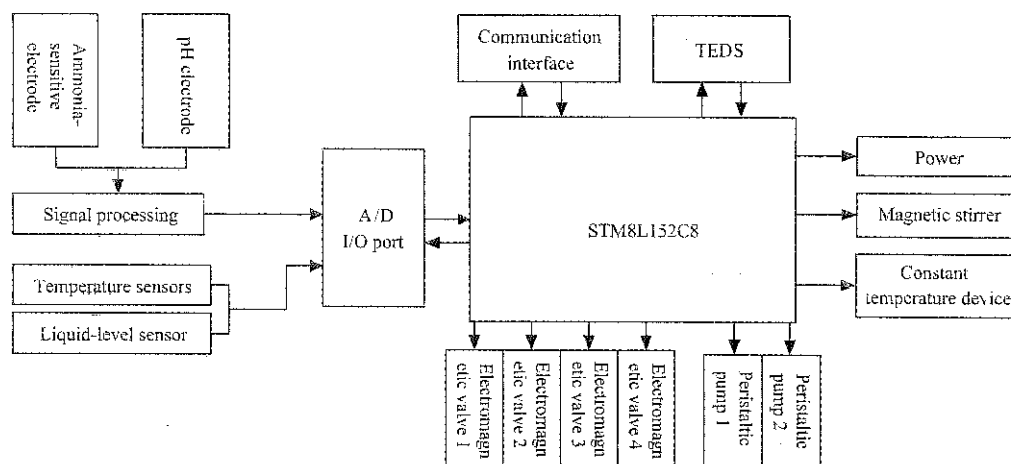 Ammonia-
sensitive
electrode
pH electrode
Communication
interface
TEDS
Signal processing
A/D
I/O port
STM8L152C8
Power
Magnetic stirrer
Constant
temperature device
Temperature sensors
Liquid-level sensor
Electromagn
etic valve 1
Electromagn
etic valve 2
Electromagn
etic valve 3
Electromagn
etic valve 4
Peristaltic
pump 1
Peristaltic
pump 2